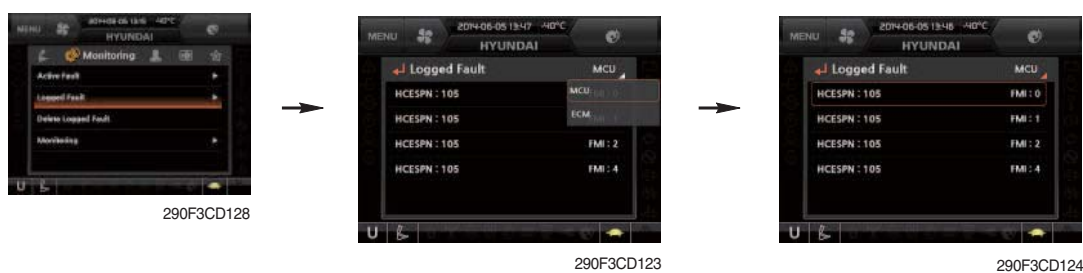 MENU
HYUNDAI
Monitoring
Active Fault
Logged Fault
Delete Logged Fault
Monitoring
U
290F3CD128
MENU
2014-06-05 13:47 -40°C
HYUNDAI
Logged Fault MCU
HCESPN : 105
MCU
HCESPN : 105
ECM
HCESPN : 105 FMI : 2
HCESPN : 105 FMI : 4
U
290F3CD123
MENU
2014-06-05 13:46 -40°C
HYUNDAI
Logged Fault MCU
HCESPN : 105 FMI : 0
HCESPN : 105 FMI : 1
HCESPN : 105 FMI : 2
HCESPN : 105 FMI : 4
U
290F3CD124